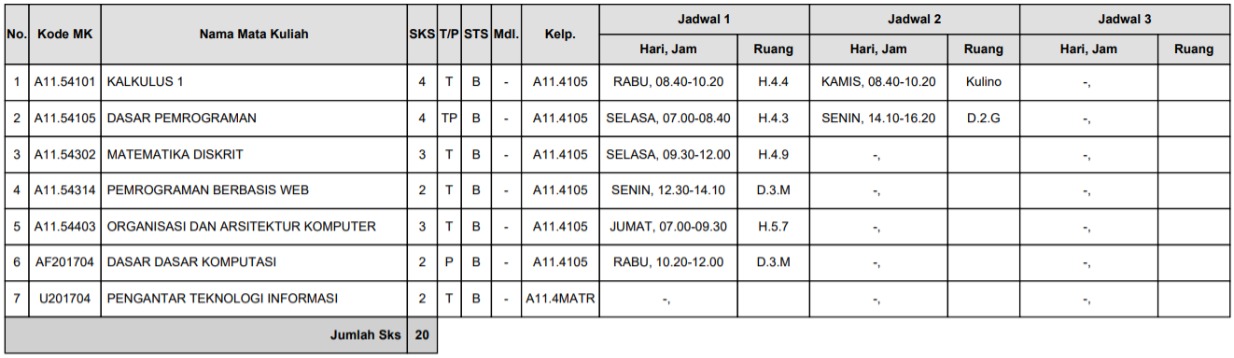 No. Kode MK Nama Mata Kuliah SKS T/P STS Mdl. Kelp. Jadwal 1 Jadwal 2 Jadwal 3
Hari, Jam Ruang Hari, Jam Ruang Hari, Jam Ruang
1 A11.54101 KALKULUS 1 4 T B - A11.4105 RABU, 08.40-10.20 H.4.4 KAMIS, 08.40-10.20 Kulino -,
2 A11.54105 DASAR PEMROGRAMAN 4 TP B - A11.4105 SELASA, 07.00-08.40 H.4.3 SENIN, 14.10-16.20 D.2.G -,
3 A11.54302 MATEMATIKA DISKRIT 3 T B - A11.4105 SELASA, 09.30-12.00 H.4.9 -, -,
4 A11.54314 PEMROGRAMAN BERBASIS WEB 2 T B - A11.4105 SENIN, 12.30-14.10 D.3.M -, -,
5 A11.54403 ORGANISASI DAN ARSITEKTUR KOMPUTER 3 T B - A11.4105 JUMAT, 07.00-09.30 H.5.7 -, -,
6 AF201704 DASAR DASAR KOMPUTASI 2 P B - A11.4105 RABU, 10.20-12.00 D.3.M -, -,
7 U201704 PENGANTAR TEKNOLOGI INFORMASI 2 T B - A11.4MATR -, -, -,
Jumlah Sks 20